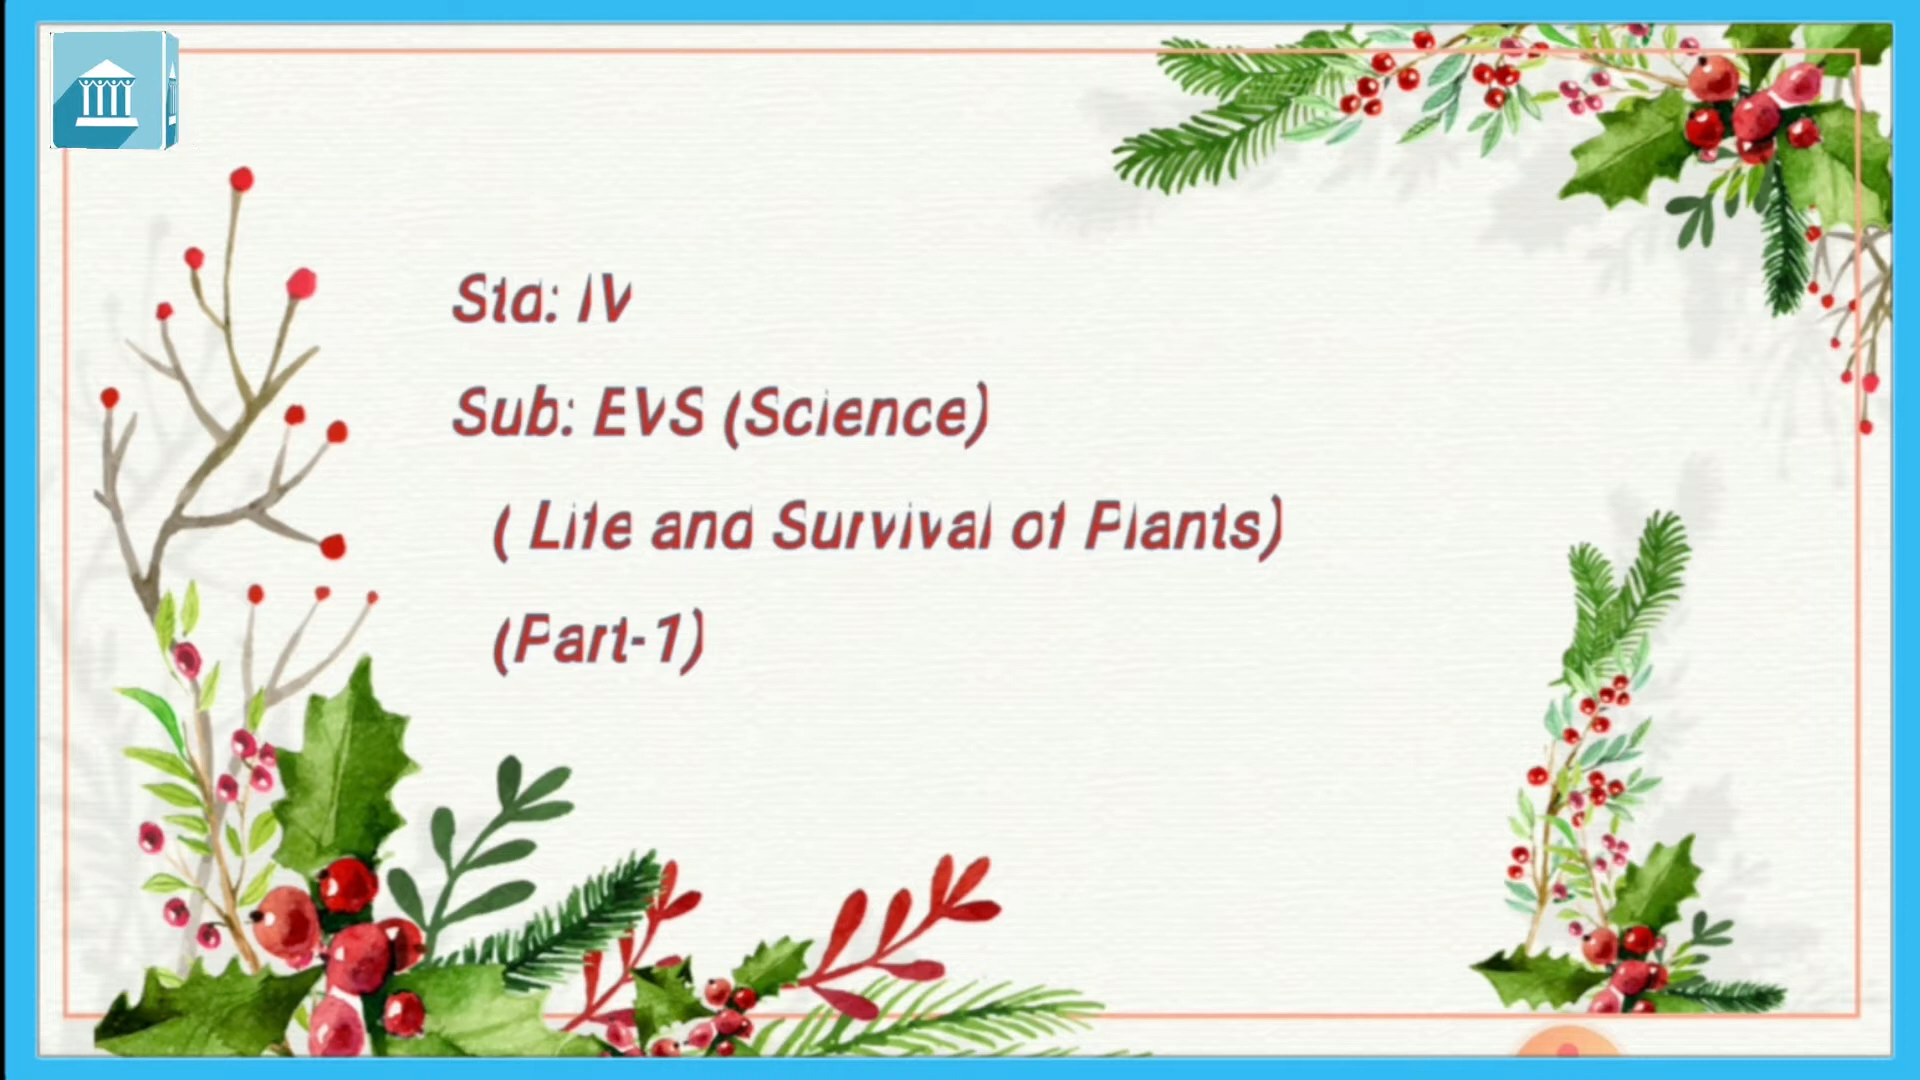 Std: IV
Sub: EVS (Science)
( Life and Survival of Plants)
(Part-1)